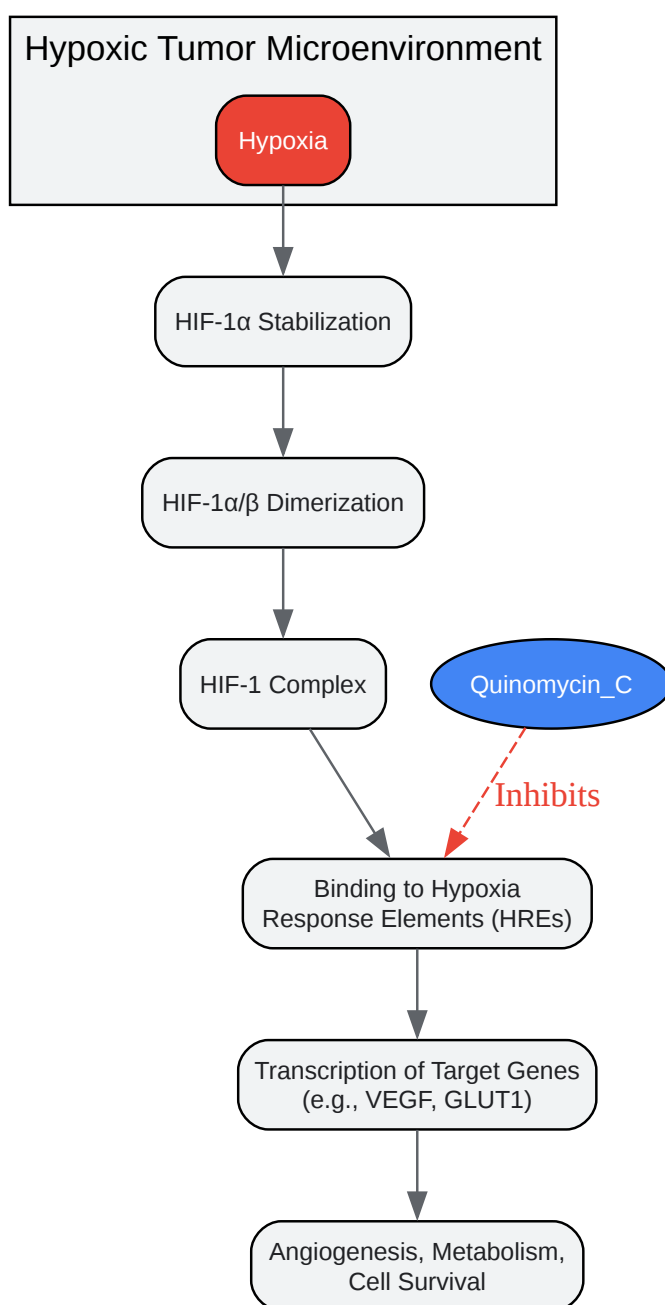 Hypoxic Tumor Microenvironment
Hypoxia
HIF-1α Stabilization
HIF-1α/β Dimerization
HIF-1 Complex
Quinomycin_C
Inhibits
Binding to Hypoxia
Response Elements (HREs)
Transcription of Target Genes
(e.g., VEGF, GLUT1)
Angiogenesis, Metabolism,
Cell Survival